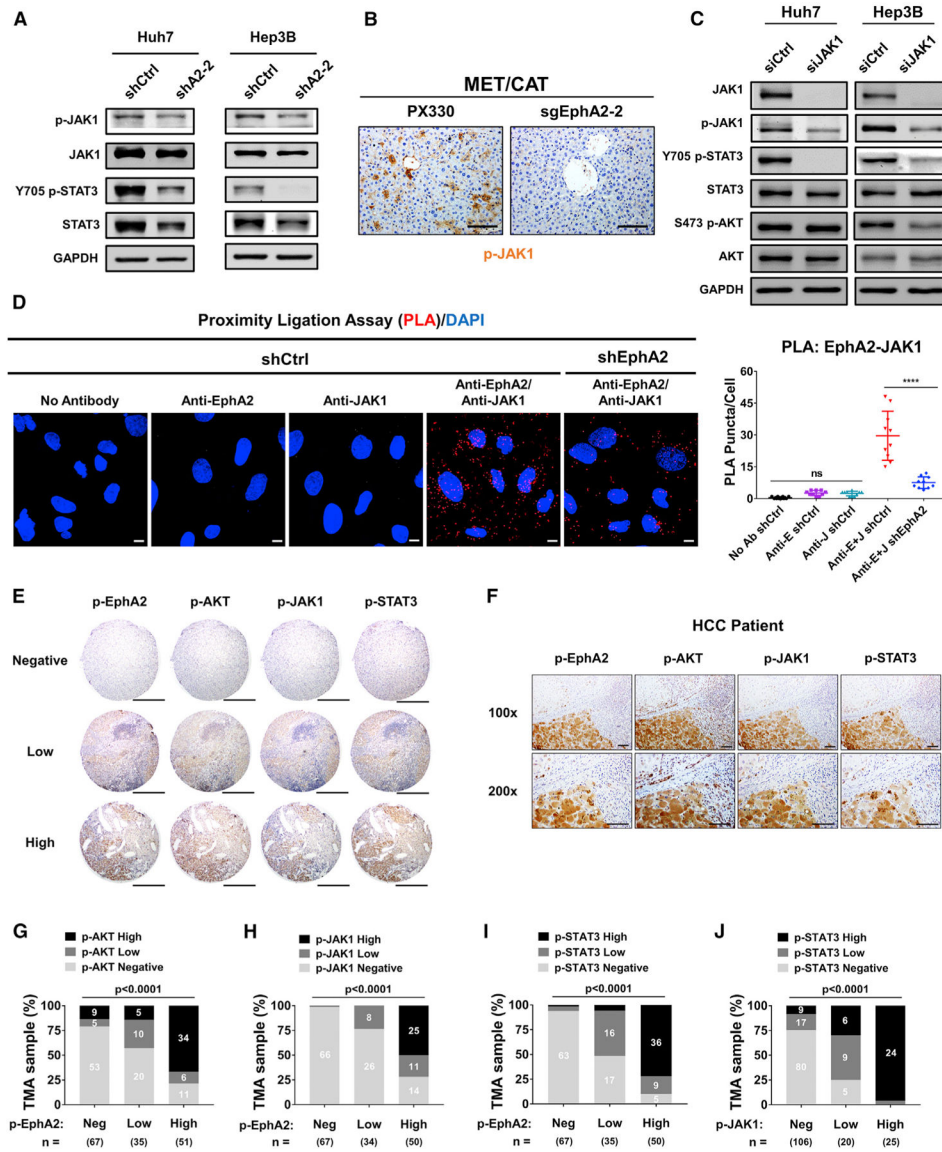 A
Huh7 Hep3B
shCtrl shA2-2 shCtrl shA2-2
p-JAK1
JAK1
Y705 p-STAT3
STAT3
GAPDH
B
MET/CAT
PX330 sgEphA2-2
p-JAK1
C
Huh7 Hep3B
siCtrl siJAK1 siCtrl siJAK1
JAK1
p-JAK1
Y705 p-STAT3
STAT3
S473 p-AKT
AKT
GAPDH
D
Proximity Ligation Assay (PLA)/DAPI
shCtrl shEphA2
No Antibody Anti-EphA2 Anti-JAK1 Anti-EphA2/ Anti-EphA2/
Anti-JAK1 Anti-JAK1
PLA: EphA2-JAK1
PLA Puncta/Cell
60
45
30
15
0
ns
****
No Ab shCtrl
Anti-E shCtrl
Anti-J shCtrl
Anti-E+J shCtrl
Anti-E+J shEphA2
E
p-EphA2 p-AKT p-JAK1 p-STAT3
Negative
Low
High
F
HCC Patient
p-EphA2 p-AKT p-JAK1 p-STAT3
100x
200x
G
p-AKT High
p-AKT Low
p-AKT Negative
p<0.0001
TMA sample (%)
100
75
50
25
0
9 5 34
5 10 6
53 20 11
p-EphA2: Neg Low High
n = (67) (35) (51)
H
p-JAK1 High
p-JAK1 Low
p-JAK1 Negative
p<0.0001
TMA sample (%)
100
75
50
25
0
8 25
11
66 26 14
p-EphA2: Neg Low High
n = (67) (34) (50)
I
p-STAT3 High
p-STAT3 Low
p-STAT3 Negative
p<0.0001
TMA sample (%)
100
75
50
25
0
16 36
9
63 17 5
p-EphA2: Neg Low High
n = (67) (35) (50)
J
p-STAT3 High
p-STAT3 Low
p-STAT3 Negative
p<0.0001
TMA sample (%)
100
75
50
25
0
9 6 24
17 9
80 5
p-JAK1: Neg Low High
n = (106) (20) (25)